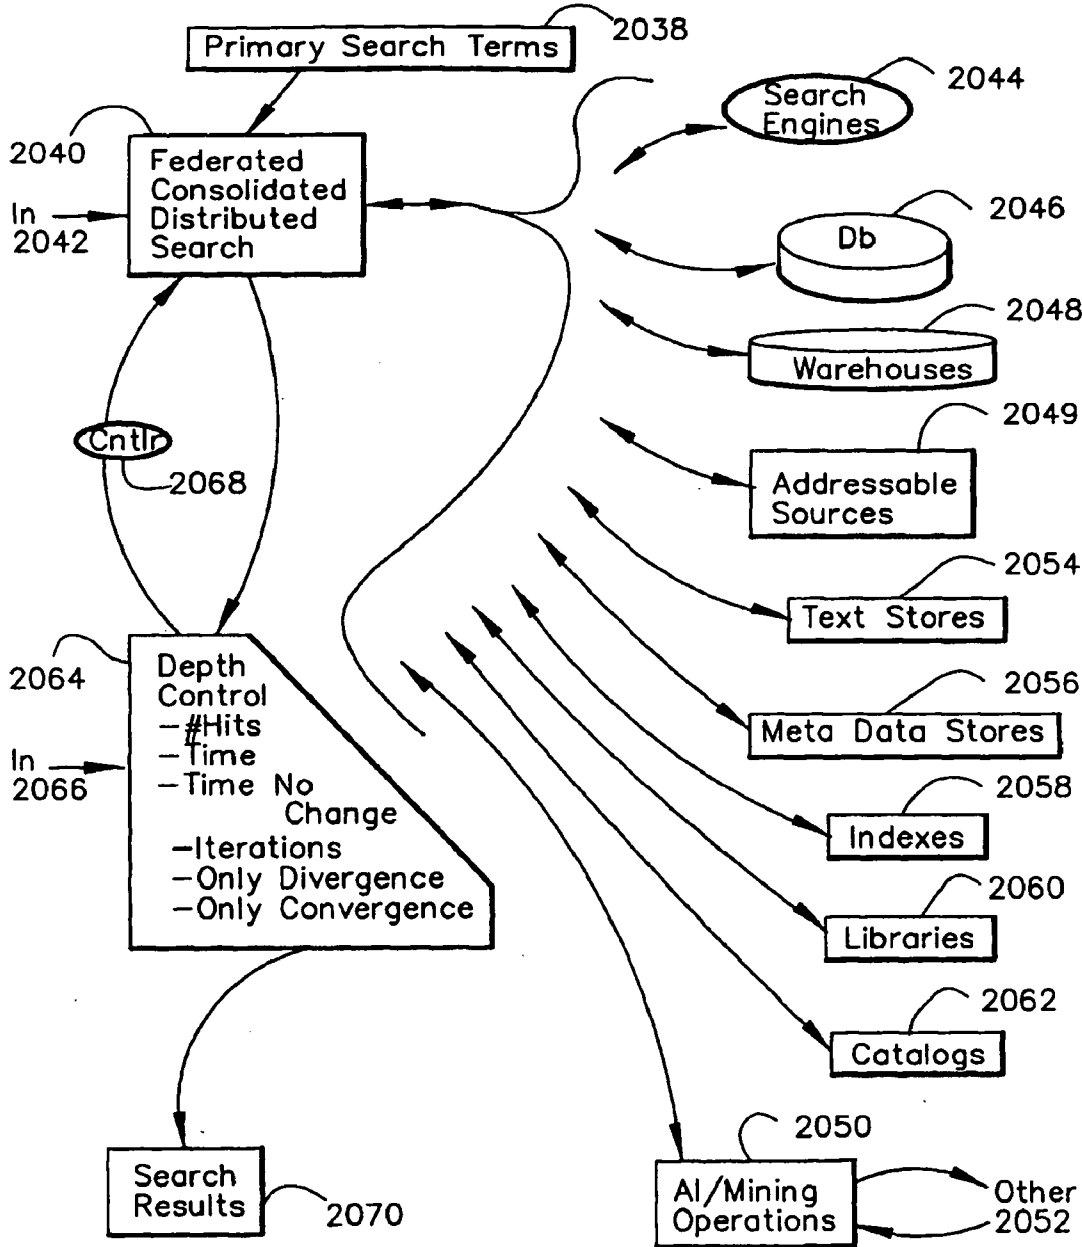 Primary Search Terms
2038
2040
Federated
Consolidated
Distributed
Search
In
2042
Search
Engines
2044
Db
2046
Warehouses
2048
Addressable
Sources
2049
Cntlr
2068
Text Stores
2054
Meta Data Stores
2056
2064
Depth
Control
-#Hits
-Time
-Time No
Change
-Iterations
-Only Divergence
-Only Convergence
In
2066
Indexes
2058
Libraries
2060
Catalogs
2062
Search
Results
2070
AI/Mining
Operations
2050
Other
2052